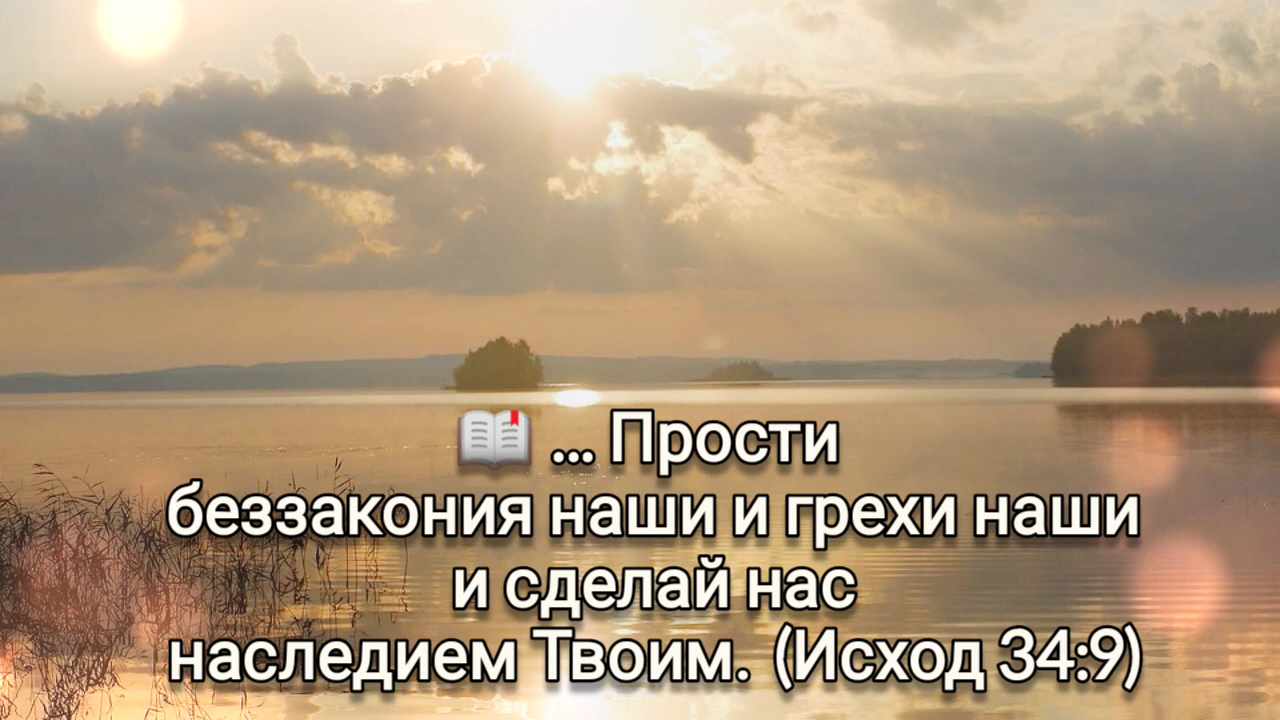 📖 ... Прости
беззакония наши и грехи наши
и сделай нас
наследием Твоим. (Исход 34:9)